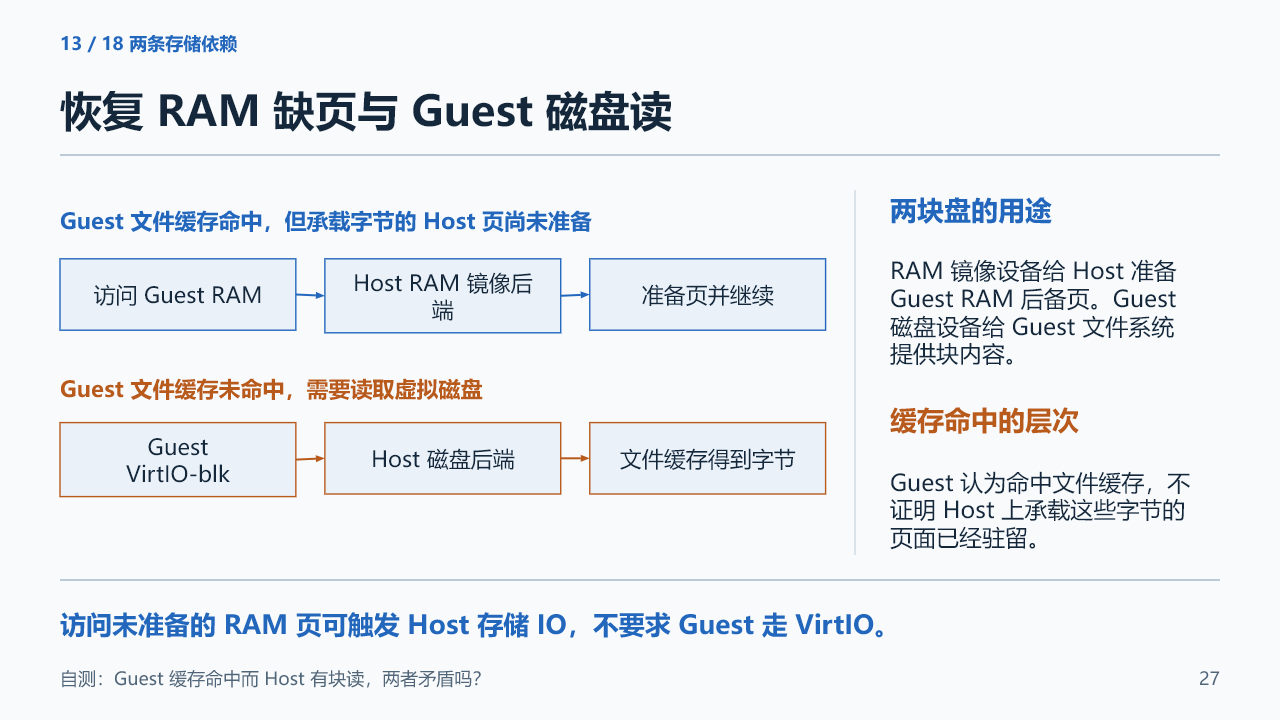 13 / 18 两条存储依赖
恢复 RAM 缺页与 Guest 磁盘读
Guest 文件缓存命中，但承载字节的 Host 页尚未准备
访问 Guest RAM
Host RAM 镜像后
端
准备页并继续
Guest 文件缓存未命中，需要读取虚拟磁盘
Guest
VirtIO-blk
Host 磁盘后端
文件缓存得到字节
两块盘的用途
RAM 镜像设备给 Host 准备
Guest RAM 后备页。Guest
磁盘设备给 Guest 文件系统
提供块内容。
缓存命中的层次
Guest 认为命中文件缓存，不
证明 Host 上承载这些字节的
页面已经驻留。
访问未准备的 RAM 页可触发 Host 存储 IO，不要求 Guest 走 VirtIO。
自测：Guest 缓存命中而 Host 有块读，两者矛盾吗？
27